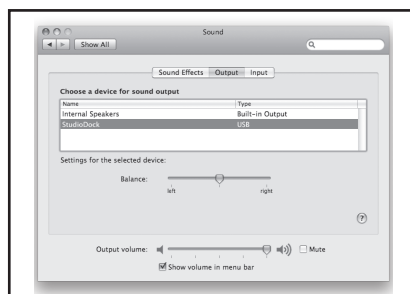 Sound
Show All
Sound Effects Output Input
Choose a device for sound output
Name Type
Internal Speakers Built-in Output
StudioDock USB
Settings for the selected device:
Balance:
left right
?
Output volume: Mute
Show volume in menu bar